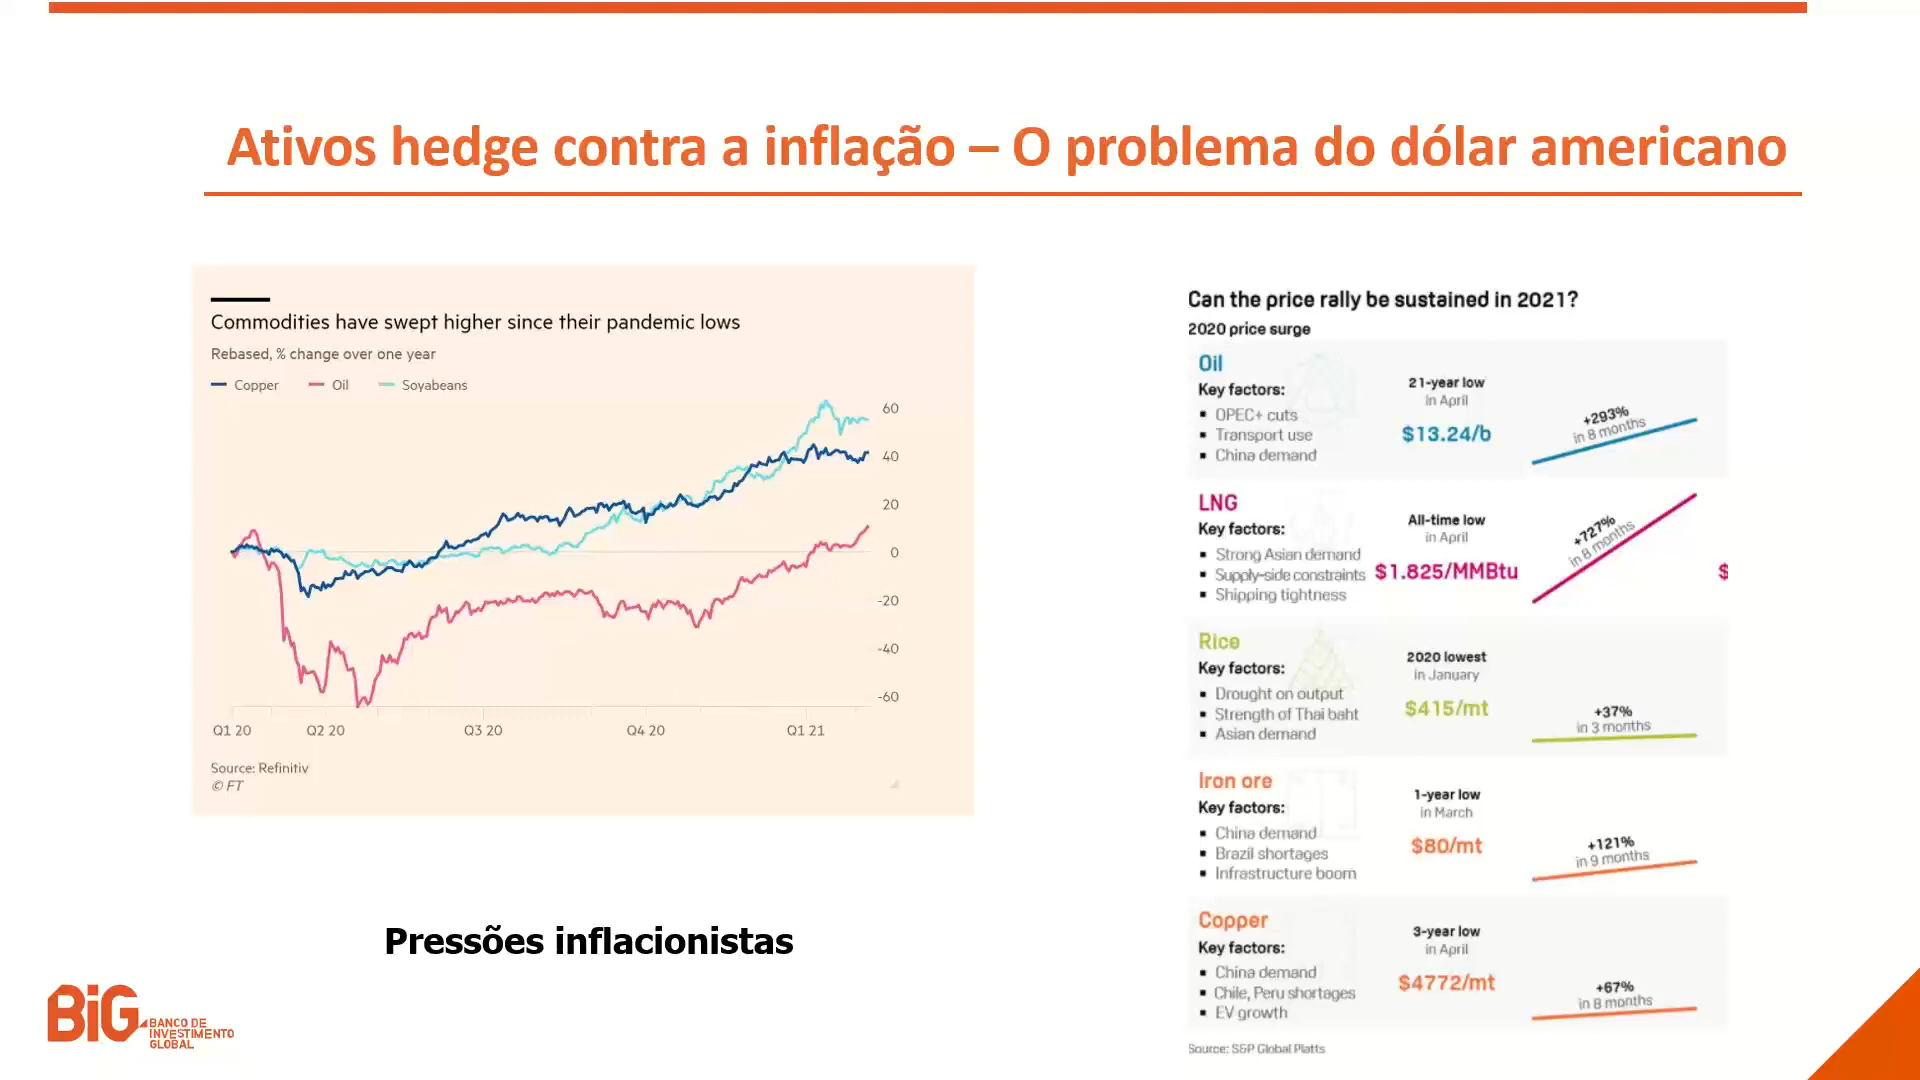 Ativos hedge contra a inflação – O problema do dólar americano
Commodities have swept higher since their pandemic lows
Rebased, % change over one year
Copper Oil Soyabeans
60
40
20
0
-20
-40
-60
Q1 20 Q2 20 Q3 20 Q4 20 Q1 21
Source: Refinitiv
© FT
Pressões inflacionistas
BiG BANCO DE
INVESTIMENTO
GLOBAL
Can the price rally be sustained in 2021?
2020 price surge
Oil
Key factors:
▪ OPEC+ cuts
▪ Transport use
▪ China demand
21-year low
in April
$13.24/b
+293%
in 8 months
LNG
Key factors:
▪ Strong Asian demand
▪ Supply-side constraints
▪ Shipping tightness
All-time low
in April
$1.825/MMBtu
+727%
in 8 months
$
Rice
Key factors:
▪ Drought on output
▪ Strength of Thai baht
▪ Asian demand
2020 lowest
in January
$415/mt
+37%
in 3 months
Iron ore
Key factors:
▪ China demand
▪ Brazil shortages
▪ Infrastructure boom
1-year low
in March
$80/mt
+121%
in 9 months
Copper
Key factors:
▪ China demand
▪ Chile, Peru shortages
▪ EV growth
3-year low
in April
$4772/mt
+67%
in 8 months
Source: S&P Global Platts